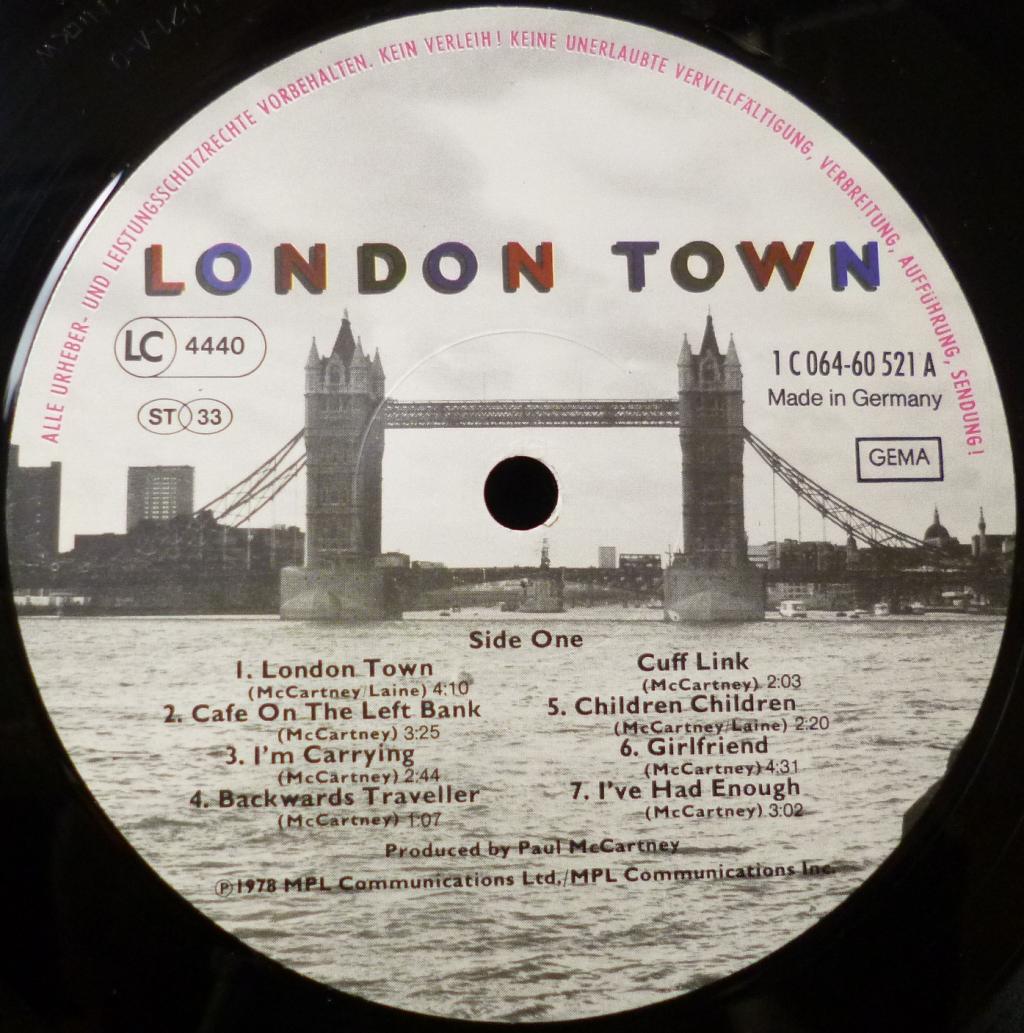 ALLE URHEBER- UND LEISTUNGSSCHUTZRECHTE VORBEHALTEN. KEIN VERLEIH! KEINE UNERLAUBTE VERVIELFÄLTIGUNG, VERBREITUNG, AUFFÜHRUNG, SENDUNG!
LONDON TOWN
LC 4440
ST 33
1 C 064-60 521 A
Made in Germany
GEMA
Side One
1. London Town
(McCartney/Laine) 4:10
2. Cafe On The Left Bank
(McCartney) 3:25
3. I'm Carrying
(McCartney) 2:44
4. Backwards Traveller
(McCartney) 1:07
Cuff Link
(McCartney) 2:03
5. Children Children
(McCartney/Laine) 2:20
6. Girlfriend
(McCartney) 4:31
7. I've Had Enough
(McCartney) 3:02
Produced by Paul McCartney
℗1978 MPL Communications Ltd./MPL Communications Inc.